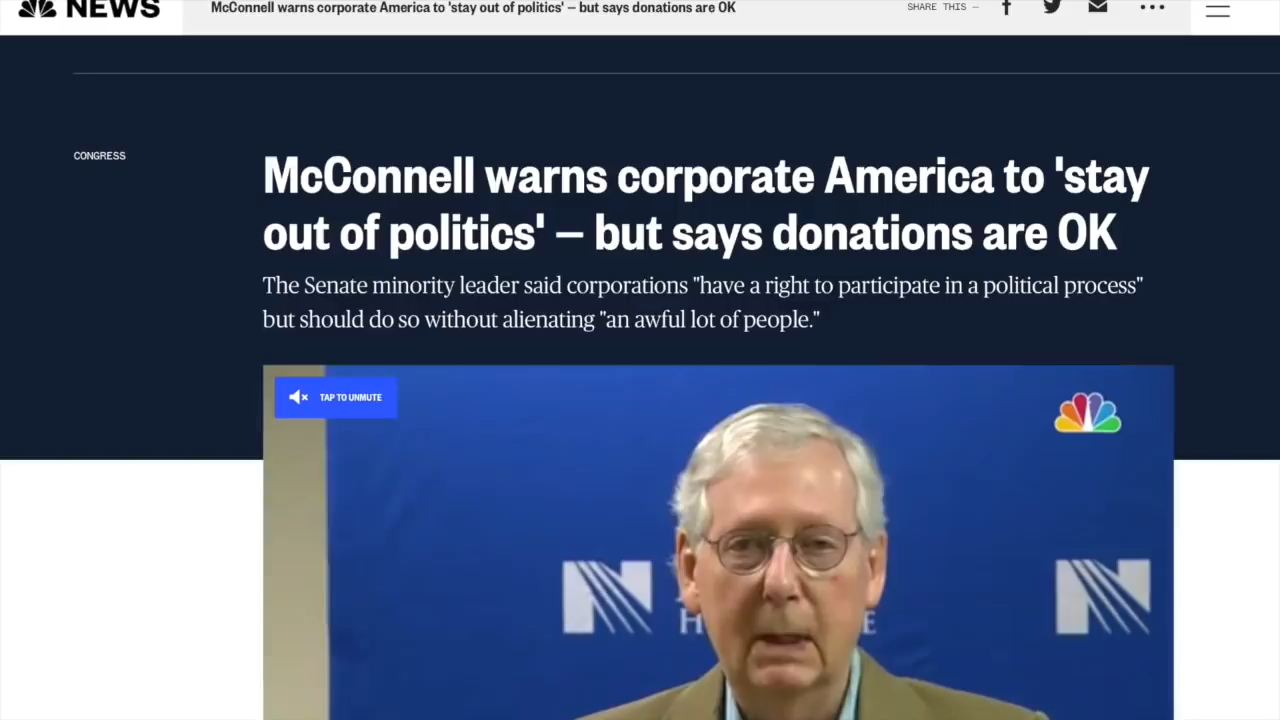 NEWS
McConnell warns corporate America to 'stay out of politics' — but says donations are OK
SHARE THIS —
CONGRESS
McConnell warns corporate America to 'stay
out of politics' — but says donations are OK
The Senate minority leader said corporations "have a right to participate in a political process"
but should do so without alienating "an awful lot of people."
TAP TO UNMUTE